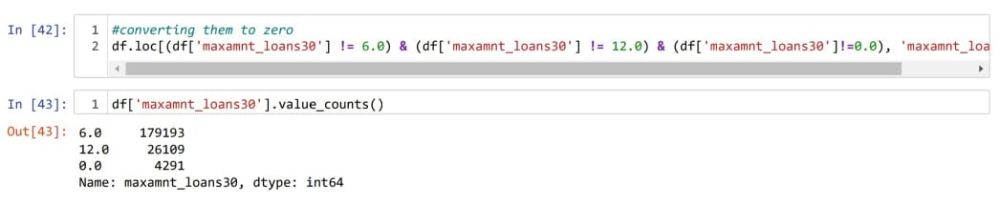 In [42]: 1 #converting them to zero
2 df.loc[(df['maxamnt_loans30'] != 6.0) & (df['maxamnt_loans30'] != 12.0) & (df['maxamnt_loans30']!=0.0), 'maxamnt_loa
In [43]: 1 df['maxamnt_loans30'].value_counts()
Out[43]: 6.0 179193
12.0 26109
0.0 4291
Name: maxamnt_loans30, dtype: int64